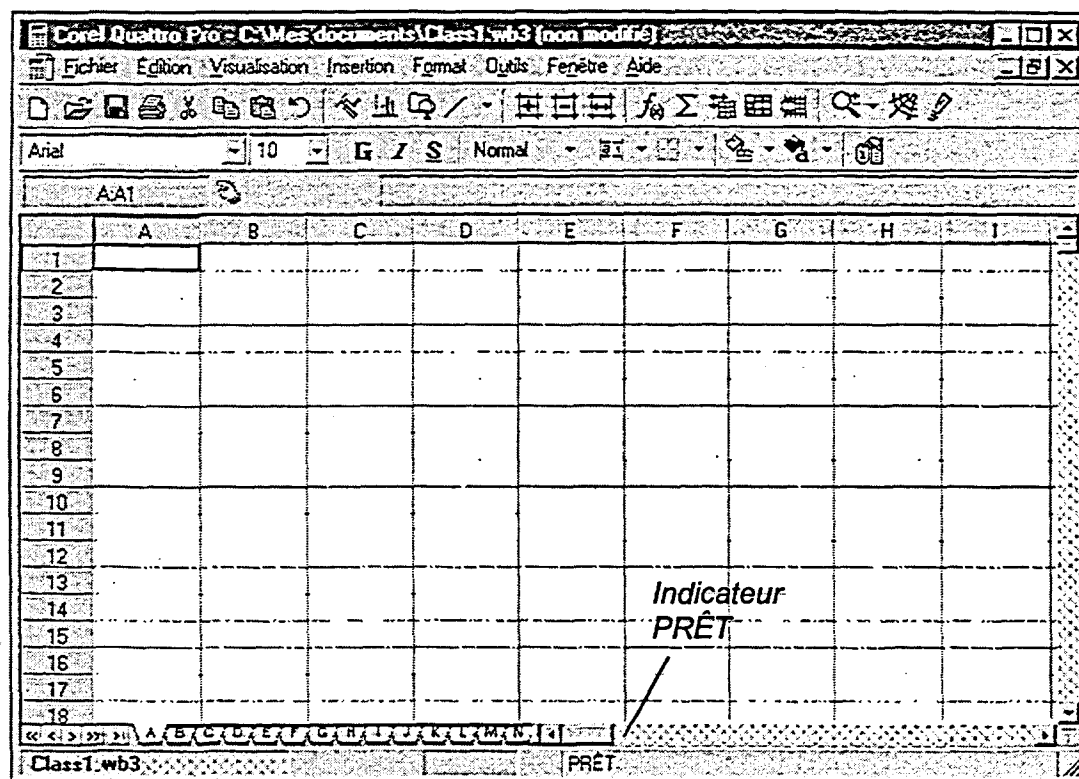 Corel Quattro Pro - C:\Mes documents\Class1.wb3 (non modifié)
Fichier Édition Visualisation Insertion Format Outils Fenêtre Aide
Arial 10 G I S Normal
A:A1
A B C D E F G H I
1
2
3
4
5
6
7
8
9
10
11
12
13
14
15
16
17
18
Indicateur
PRÊT
A B C D E F G H I J K L M N
Class1.wb3 PRÊT